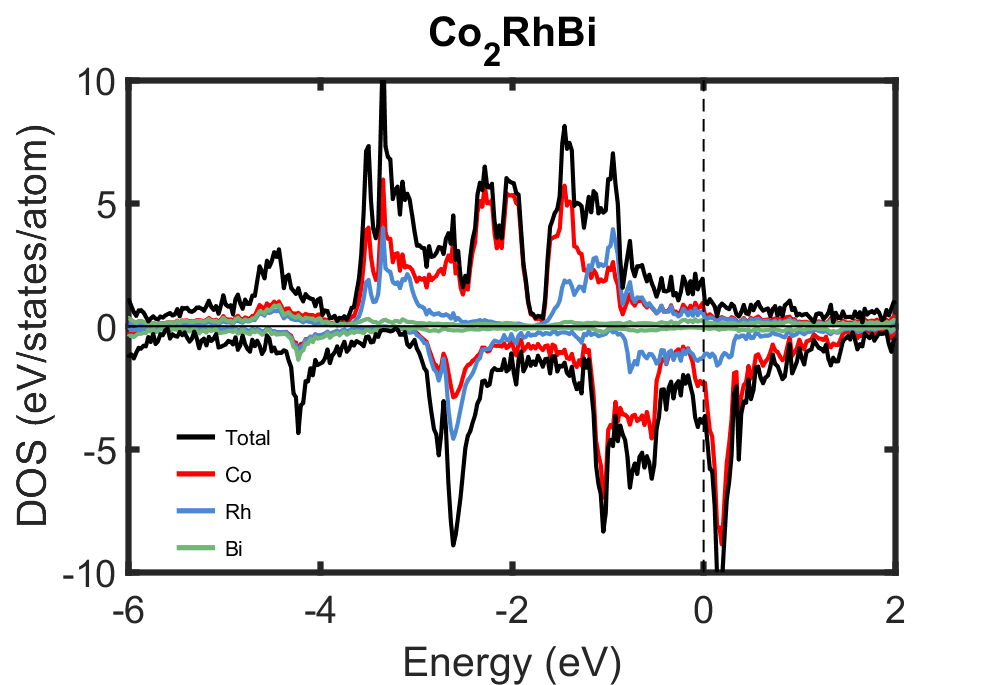 Co2RhBi
10
5
0
-5
-10
DOS (eV/states/atom)
Total
Co
Rh
Bi
-6 -4 -2 0 2
Energy (eV)